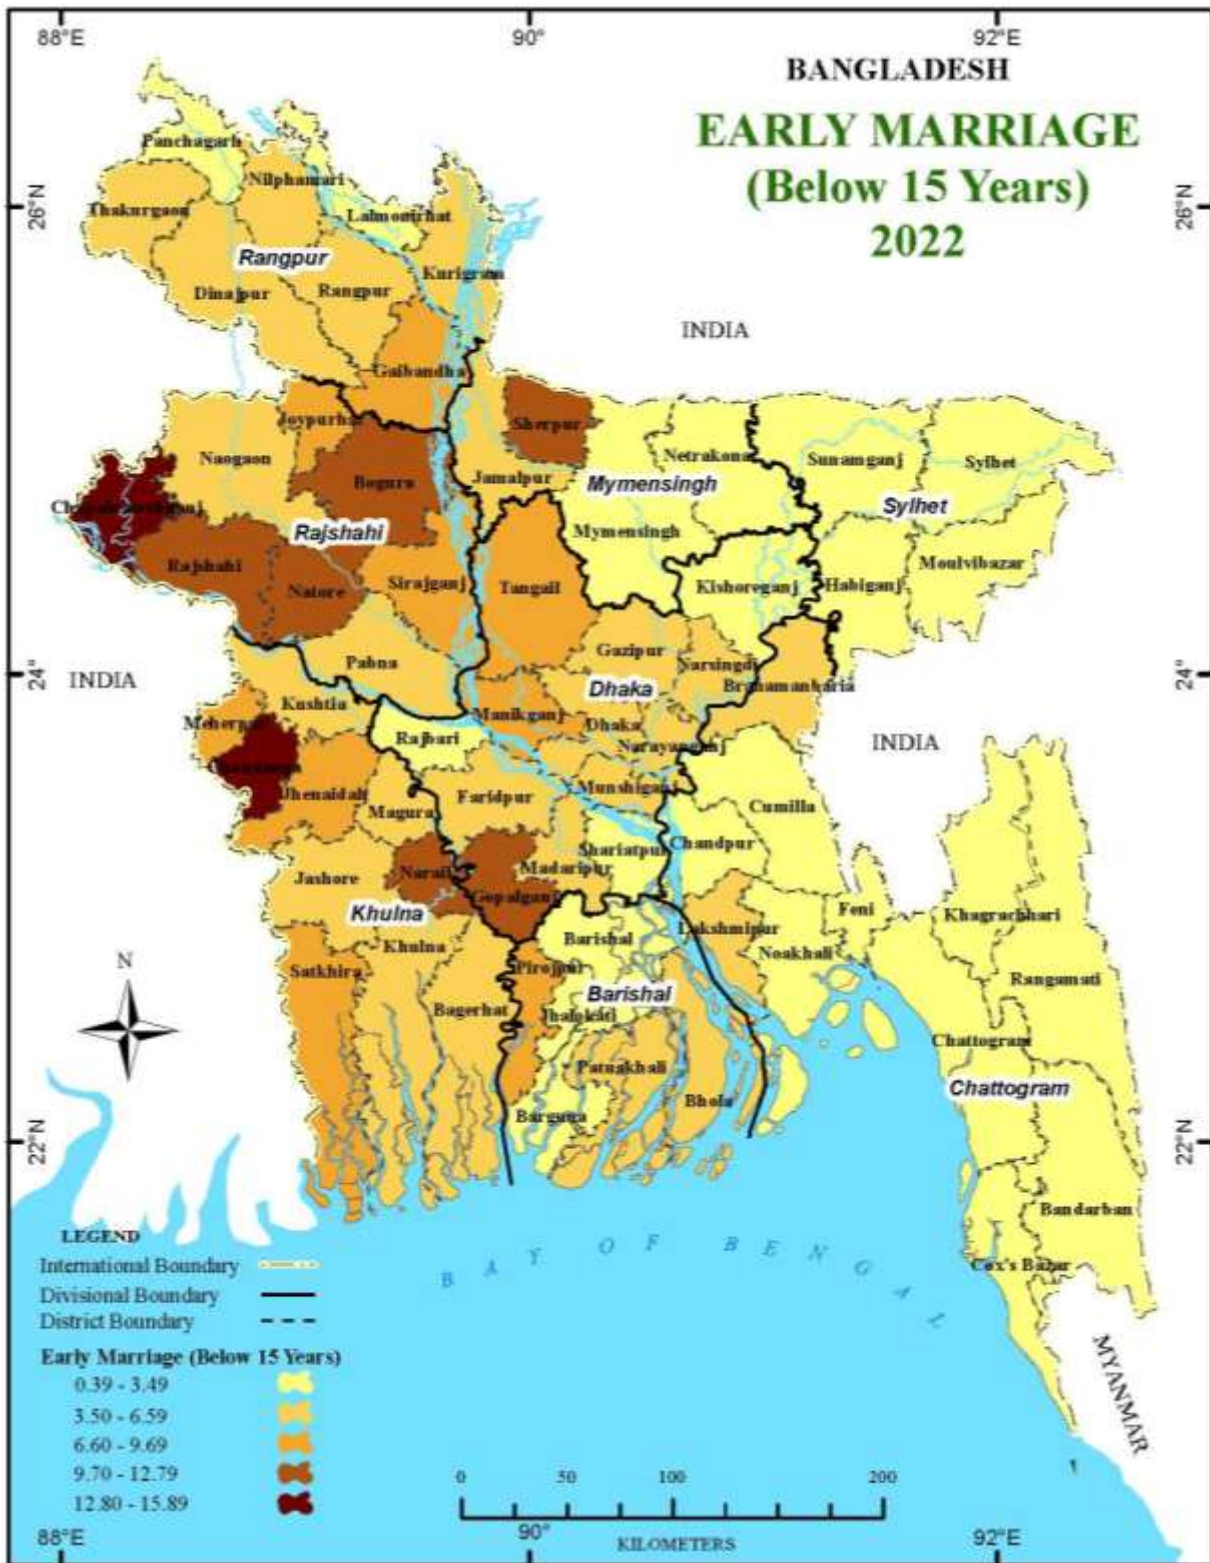 88°E
90°
92°E
BANGLADESH
EARLY MARRIAGE
(Below 15 Years)
2022
26°N
26°N
Panchagarh
Nilphamari
Thakurgaon
Lalmonirhat
Rangpur
Kurigram
Dinajpur
Rangpur
INDIA
Gaibandha
Joypurhat
Sherpur
Naogaon
Netrakona
Sunamganj
Sylhet
Bogura
Jamalpur
Mymensingh
Sylhet
Rajshahi
Mymensingh
Rajshahi
Moulvibazar
Natore
Sirajganj
Tangail
Kishoreganj
Habiganj
Gazipur
Pabna
Narsingdi
24°
INDIA
24°
Dhaka
Brahamanbaria
Kushtia
Meherpur
Manikganj
Dhaka
Rajbari
Narayanganj
INDIA
Jhenaidah
Faridpur
Munshiganj
Magura
Cumilla
Shariatpur
Chandpur
Jashore
Narail
Madaripur
Gopalganj
Khulna
Feni
Khagrachhari
Lakshmipur
Khulna
Barishal
Noakhali
N
Satkhira
Pirojpur
Rangamati
Barishal
Bagerhat
Jhalokati
Chattogram
Patuakhali
Chattogram
Bhola
Barguna
22°N
22°N
Bandarban
LEGEND
BAY OF BENGAL
International Boundary
Cox's Bazar
Divisional Boundary
District Boundary
Early Marriage (Below 15 Years)
MYANMAR
0.39 - 3.49
3.50 - 6.59
6.60 - 9.69
9.70 - 12.79
12.80 - 15.89
0 50 100 200
KILOMETERS
88°E
90°
92°E